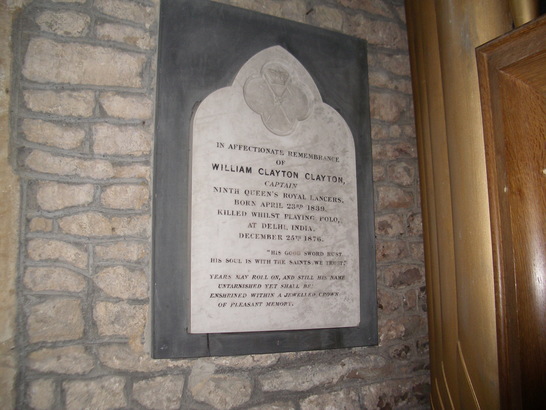 IN AFFECTIONATE REMEMBRANCE
OF
WILLIAM CLAYTON CLAYTON,
CAPTAIN
NINTH QUEEN'S ROYAL LANCERS,
BORN APRIL 23RD 1839,
KILLED WHILST PLAYING POLO,
AT DELHI, INDIA,
DECEMBER 25TH 1876.
"HIS GOOD SWORD RUST,
HIS SOUL IS WITH THE SAINTS, WE TRUST."
YEARS MAY ROLL ON, AND STILL HIS NAME
UNTARNISHED YET SHALL BE,
ENSHRINED WITHIN A JEWELLED CROWN
OF PLEASANT MEMORY.